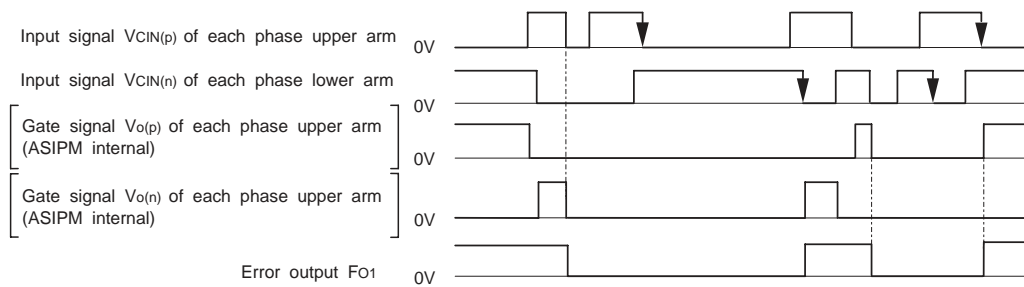 Input signal VCIN(p) of each phase upper arm 0V
Input signal VCIN(n) of each phase lower arm 0V
Gate signal Vo(p) of each phase upper arm
(ASIPM internal) 0V
Gate signal Vo(n) of each phase upper arm
(ASIPM internal) 0V
Error output FO1 0V